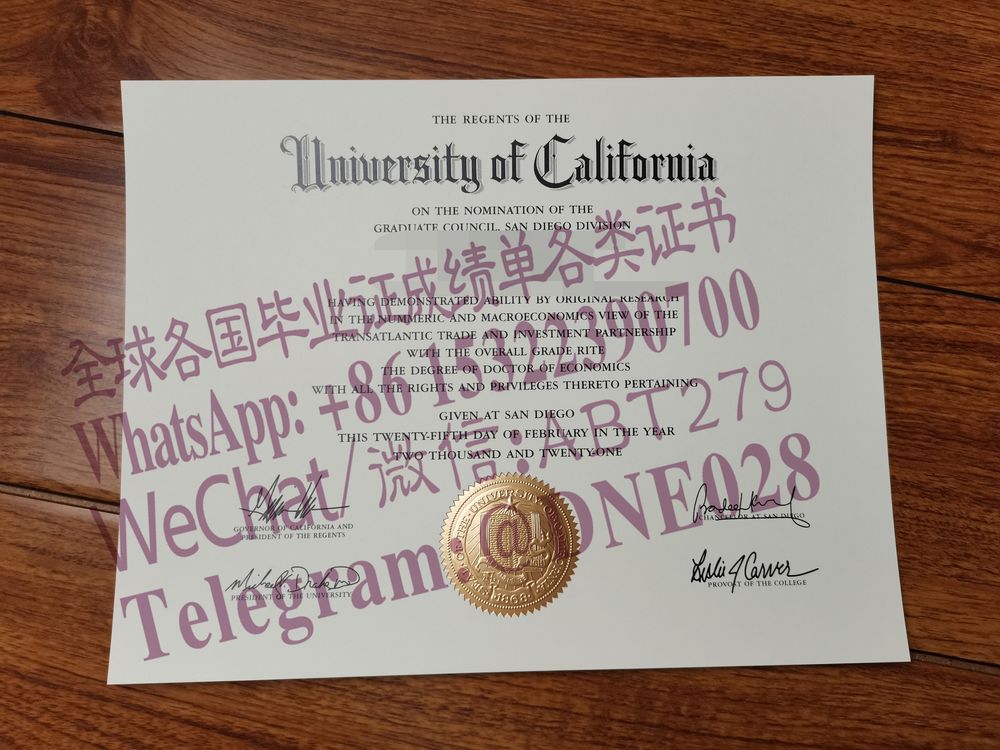 THE REGENTS OF THE
University of California
ON THE NOMINATION OF THE
GRADUATE COUNCIL, SAN DIEGO DIVISION
HAVING DEMONSTRATED ABILITY BY ORIGINAL RESEARCH
IN THE NUMMERIC AND MACROECONOMICS VIEW OF THE
TRANSATLANTIC TRADE AND INVESTMENT PARTNERSHIP
WITH THE OVERALL GRADE RITE
THE DEGREE OF DOCTOR OF ECONOMICS
WITH ALL THE RIGHTS AND PRIVILEGES THERETO PERTAINING
GIVEN AT SAN DIEGO
THIS TWENTY-FIFTH DAY OF FEBRUARY IN THE YEAR
TWO THOUSAND AND TWENTY-ONE
全球各国毕业证成绩单各类证书
WhatsApp: +86 15322390700
WeChat/微信:ABT279
Telegram @ONE028
GOVERNOR OF CALIFORNIA AND
PRESIDENT OF THE REGENTS
CHANCELLOR AT SAN DIEGO
PRESIDENT OF THE UNIVERSITY
Leslie J Carver
PROVOST OF THE COLLEGE
1868